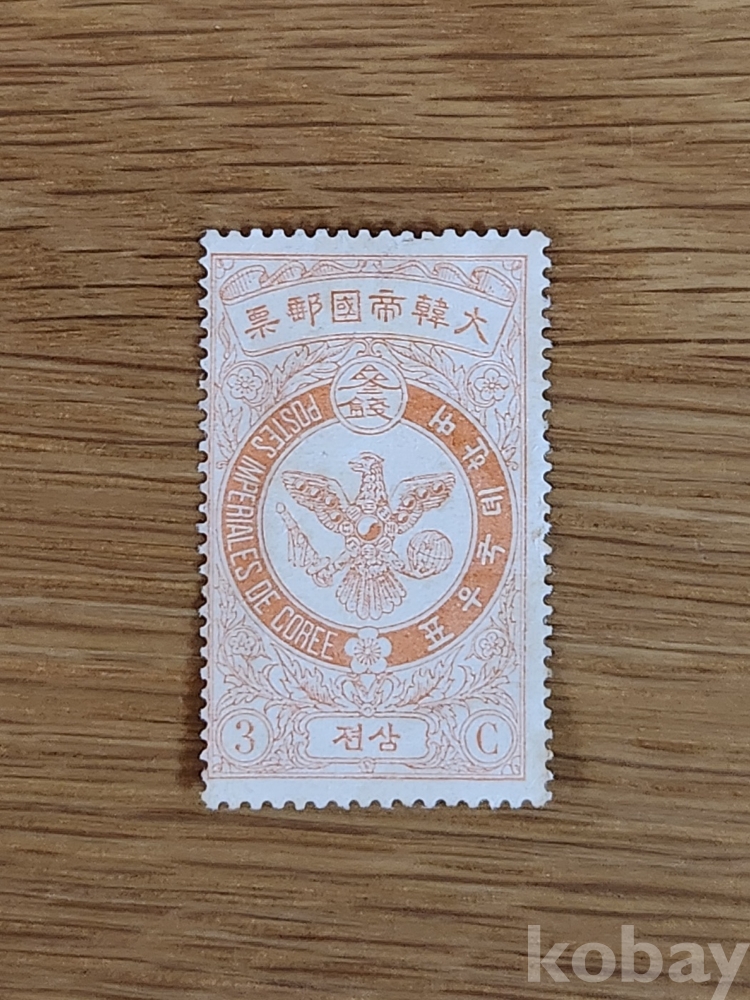 大韓帝國郵票
參錢
POSTES IMPERIALES DE COREE
대한뎨국우표
3 삼젼 C
kobay